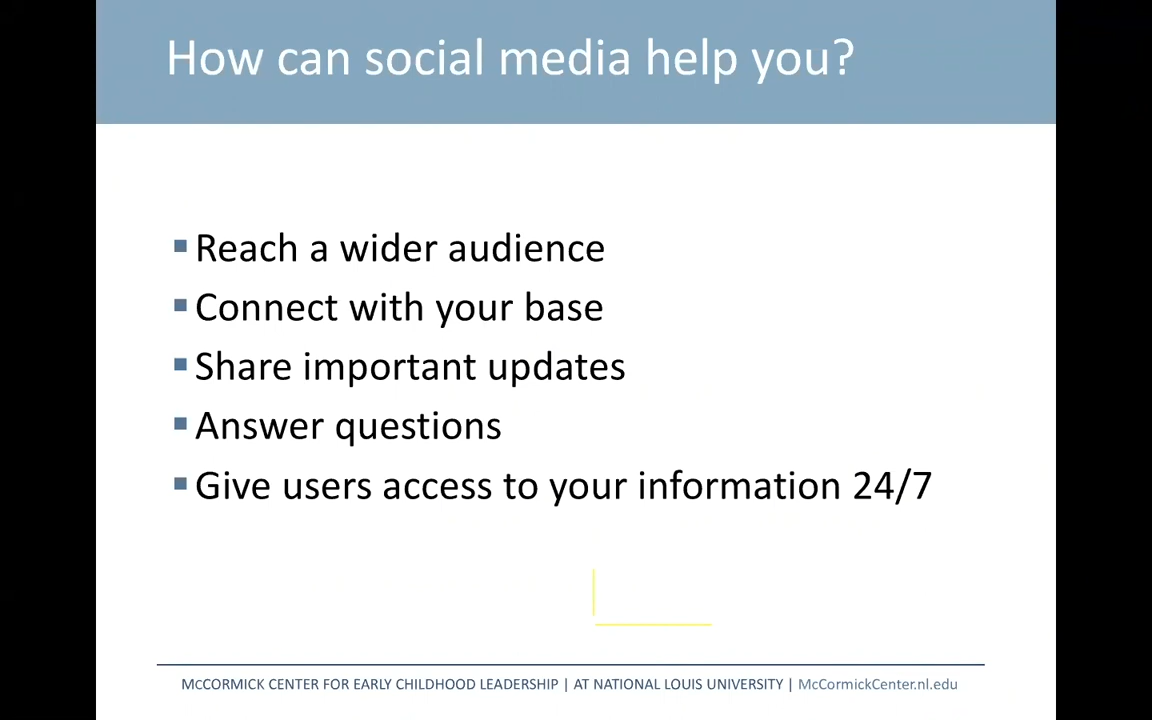 How can social media help you?
Reach a wider audience
Connect with your base
Share important updates
Answer questions
Give users access to your information 24/7
McCORMICK CENTER FOR EARLY CHILDHOOD LEADERSHIP | AT NATIONAL LOUIS UNIVERSITY | McCormickCenter.nl.edu